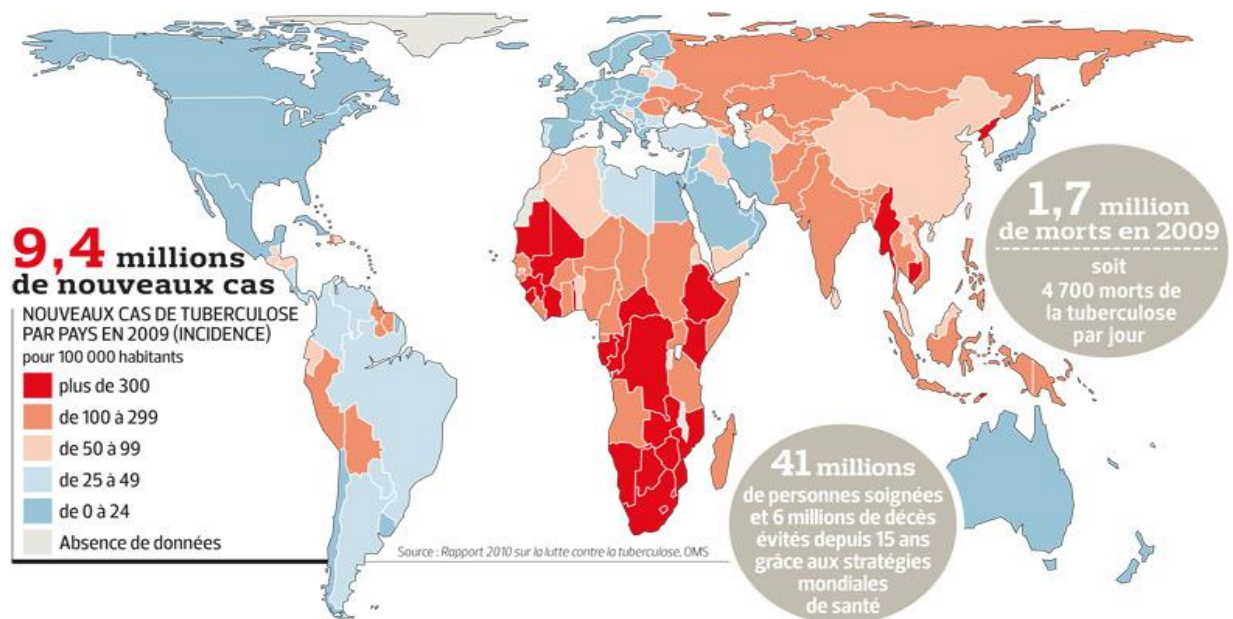 9,4 millions
de nouveaux cas
NOUVEAUX CAS DE TUBERCULOSE
PAR PAYS EN 2009 (INCIDENCE)
pour 100 000 habitants
plus de 300
de 100 à 299
de 50 à 99
de 25 à 49
de 0 à 24
Absence de données
Source : Rapport 2010 sur la lutte contre la tuberculose, OMS
1,7 million
de morts en 2009
soit
4 700 morts de
la tuberculose
par jour
41 millions
de personnes soignées
et 6 millions de décès
évités depuis 15 ans
grâce aux stratégies
mondiales
de santé